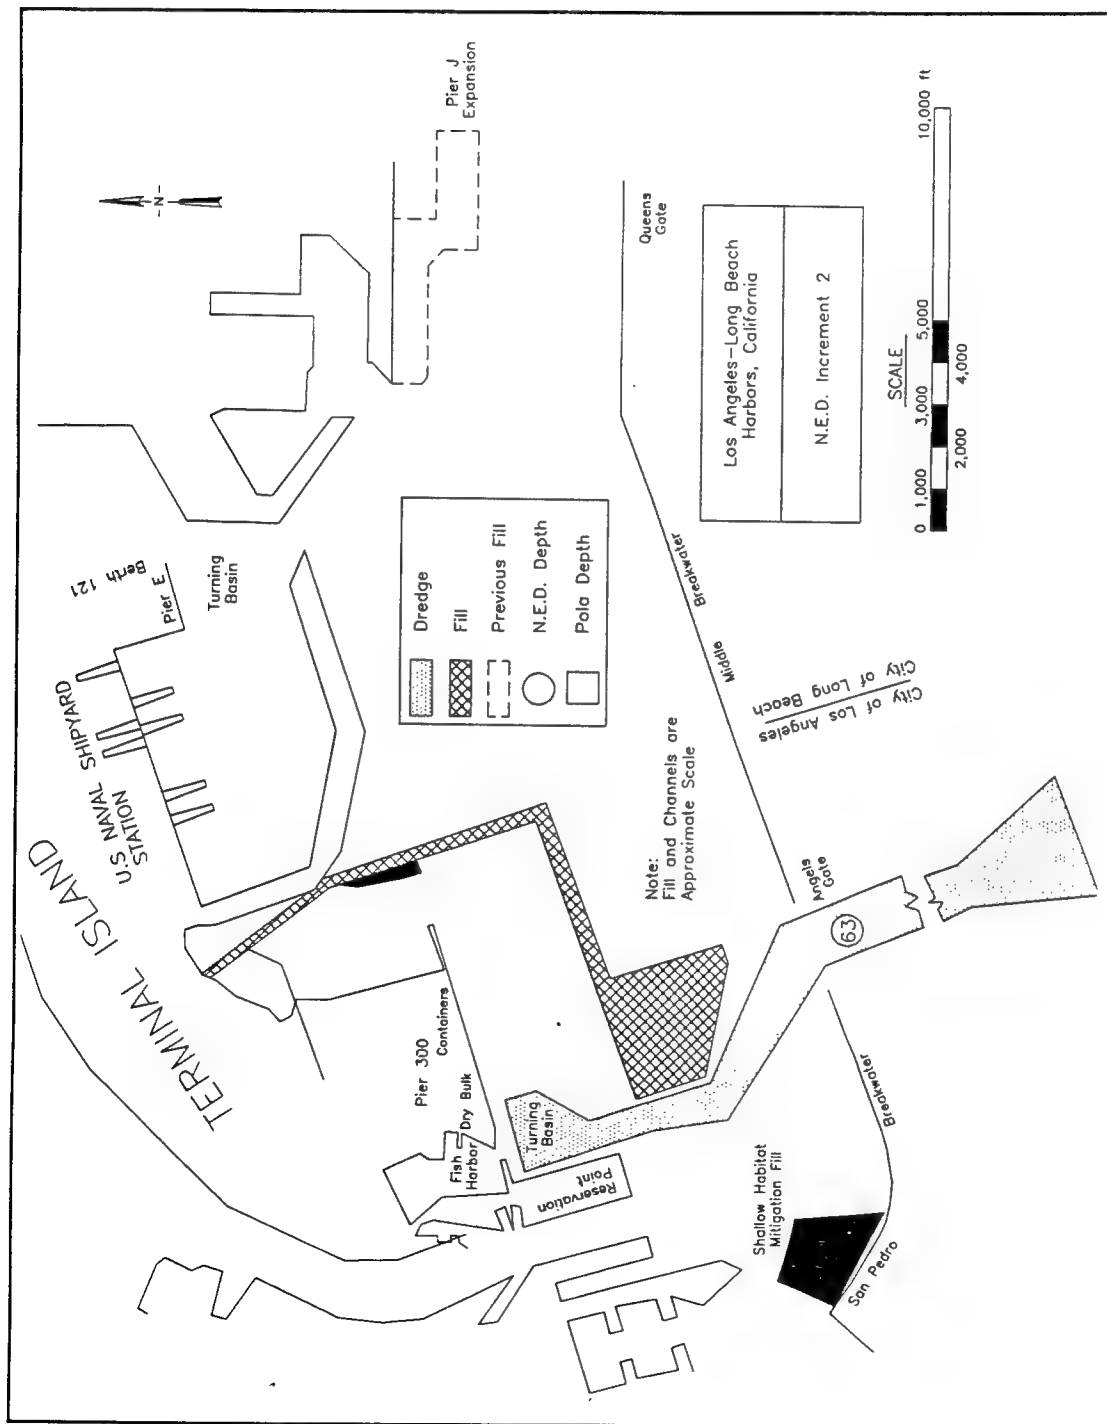 TERMINAL ISLAND
U.S NAVAL SHIPYARD
STATION
Pier E
Berth 121
Turning
Basin
Pier J
Expansion
-N-
Pier 300
Containers
Dry Bulk
Fish
Harbor
Turning
Basin
Reservation
Point
Dredge
Fill
Previous Fill
N.E.D. Depth
Pola Depth
Note:
Fill and Channels are
Approximate Scale
Queens
Gate
Middle
Breakwater
Angels
Gate
63
City of Los Angeles
City of Long Beach
Shallow Habitat
Mitigation Fill
San Pedro
Breakwater
Los Angeles-Long Beach
Harbors, California
N.E.D. Increment 2
SCALE
0 1,000 3,000 5,000 10,000 ft
2,000 4,000